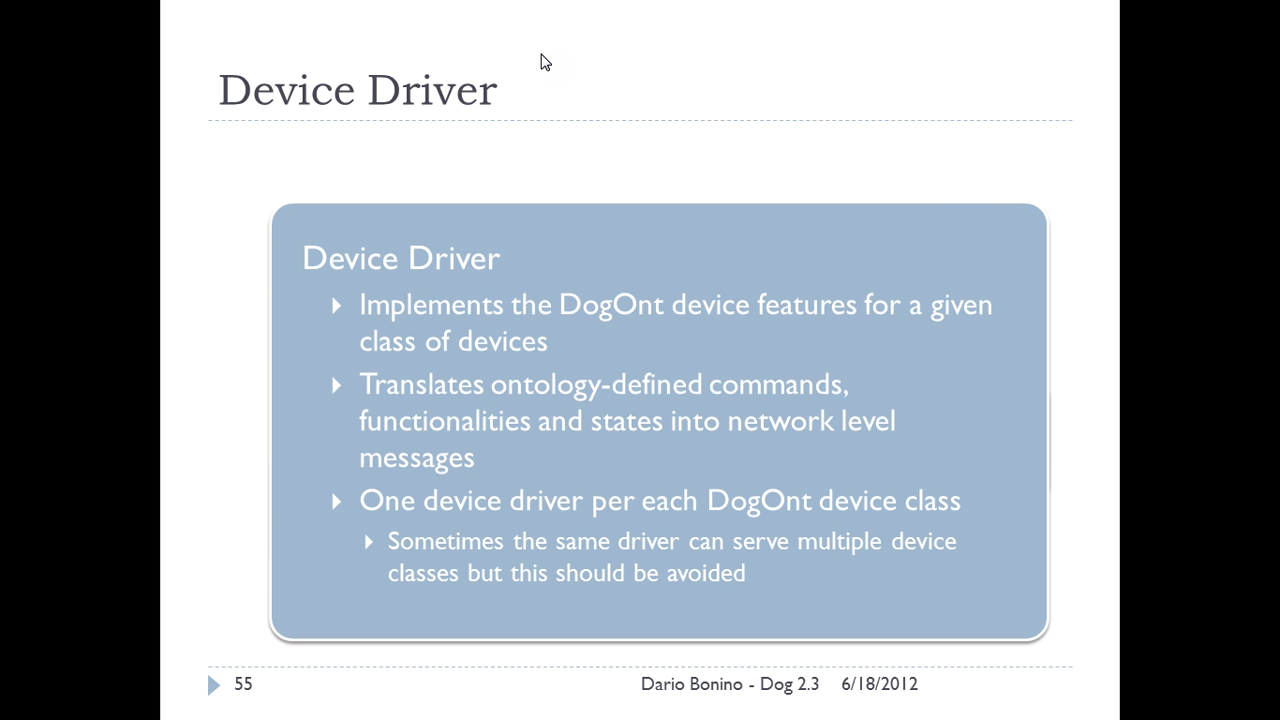 Device Driver
Device Driver
Implements the DogOnt device features for a given
class of devices
Translates ontology-defined commands,
functionalities and states into network level
messages
One device driver per each DogOnt device class
Sometimes the same driver can serve multiple device
classes but this should be avoided
55
Dario Bonino - Dog 2.3 6/18/2012